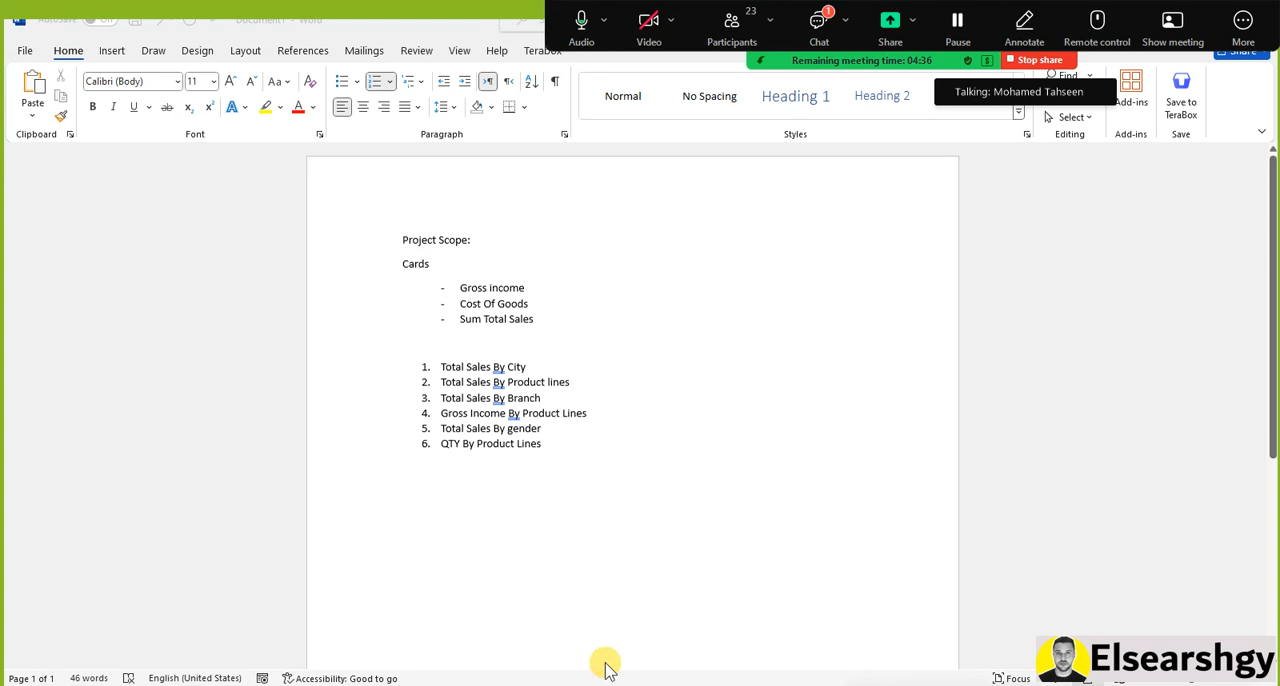 Document1 - Word
Audio
Video
23
Participants
1
Chat
Share
Pause
Annotate
Remote control
Show meeting
More
Remaining meeting time: 04:36
Stop share
Talking: Mohamed Tahseen
File
Home
Insert
Draw
Design
Layout
References
Mailings
Review
View
Help
Paste
Calibri (Body)
11
Aa
B I U ab
Find
Select
Add-ins
Save to TeraBox
Normal
No Spacing
Heading 1
Heading 2
Clipboard
Font
Paragraph
Styles
Editing
Add-ins
Save
Project Scope:
Cards
- Gross income
- Cost Of Goods
- Sum Total Sales
1. Total Sales By City
2. Total Sales By Product lines
3. Total Sales By Branch
4. Gross Income By Product Lines
5. Total Sales By gender
6. QTY By Product Lines
Page 1 of 1
46 words
English (United States)
Accessibility: Good to go
Focus
Elsearshgy